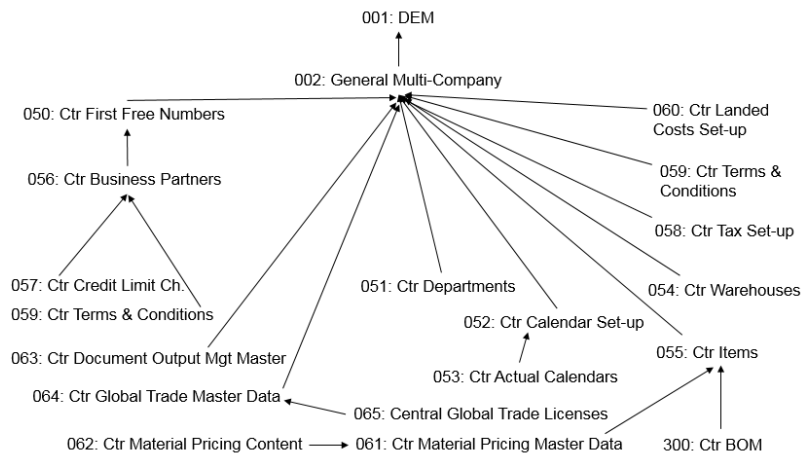 001: DEM
002: General Multi-Company
050: Ctr First Free Numbers
060: Ctr Landed
Costs Set-up
056: Ctr Business Partners
059: Ctr Terms &
Conditions
058: Ctr Tax Set-up
057: Ctr Credit Limit Ch.
051: Ctr Departments
054: Ctr Warehouses
059: Ctr Terms & Conditions
052: Ctr Calendar Set-up
063: Ctr Document Output Mgt Master
055: Ctr Items
053: Ctr Actual Calendars
064: Ctr Global Trade Master Data
065: Central Global Trade Licenses
062: Ctr Material Pricing Content
061: Ctr Material Pricing Master Data
300: Ctr BOM